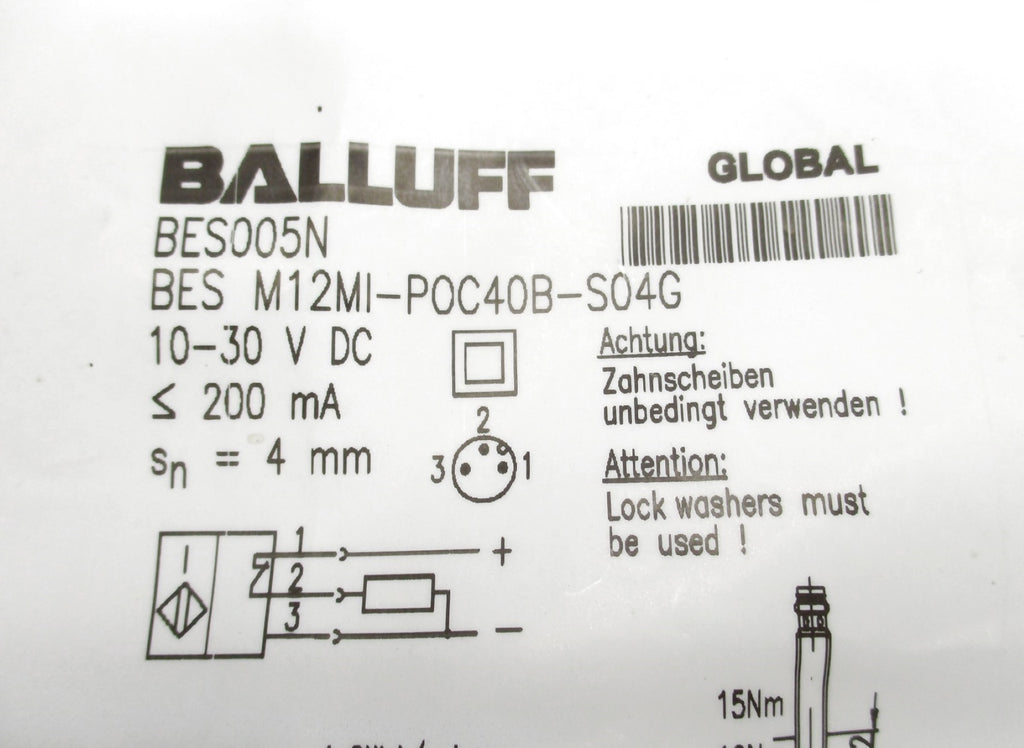 BALLUFF
GLOBAL
BES005N
BES M12MI-POC40B-S04G
10-30 V DC
≤ 200 mA
sn = 4 mm
2
3
1
Achtung:
Zahnscheiben
unbedingt verwenden !
Attention:
Lock washers must
be used !
1
+
2
3
−
15Nm
2